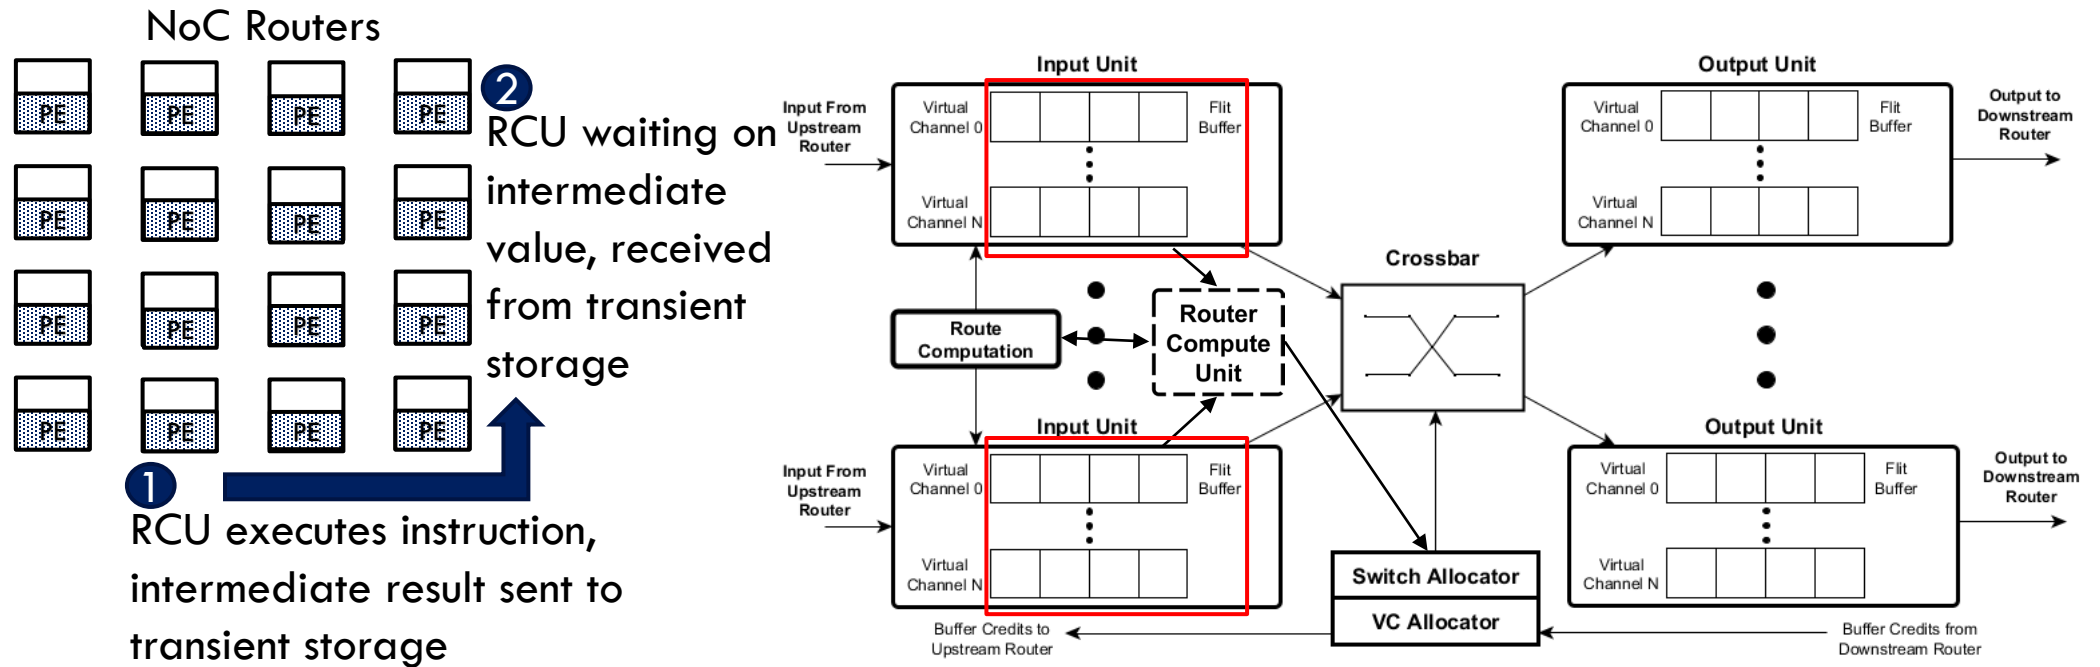 NoC Routers
PE PE PE PE
PE PE PE PE
PE PE PE PE
PE PE PE PE
2
RCU waiting on
intermediate
value, received
from transient
storage
1
RCU executes instruction,
intermediate result sent to
transient storage
Input Unit
Input From
Upstream
Router
Virtual
Channel 0
Flit
Buffer
Virtual
Channel N
Route
Computation
Router
Compute
Unit
Input Unit
Input From
Upstream
Router
Virtual
Channel 0
Flit
Buffer
Virtual
Channel N
Crossbar
Switch Allocator
VC Allocator
Buffer Credits to
Upstream Router
Buffer Credits from
Downstream Router
Output Unit
Virtual
Channel 0
Flit
Buffer
Virtual
Channel N
Output to
Downstream
Router
Output Unit
Virtual
Channel 0
Flit
Buffer
Virtual
Channel N
Output to
Downstream
Router